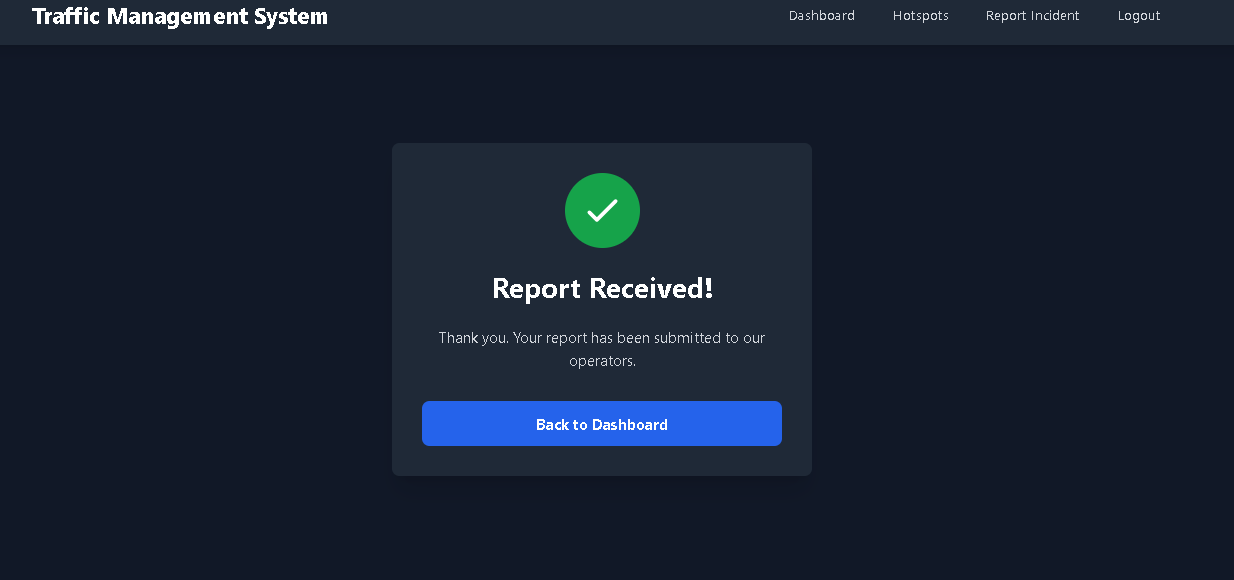 Traffic Management System
Dashboard Hotspots Report Incident Logout
Report Received!
Thank you. Your report has been submitted to our
operators.
Back to Dashboard